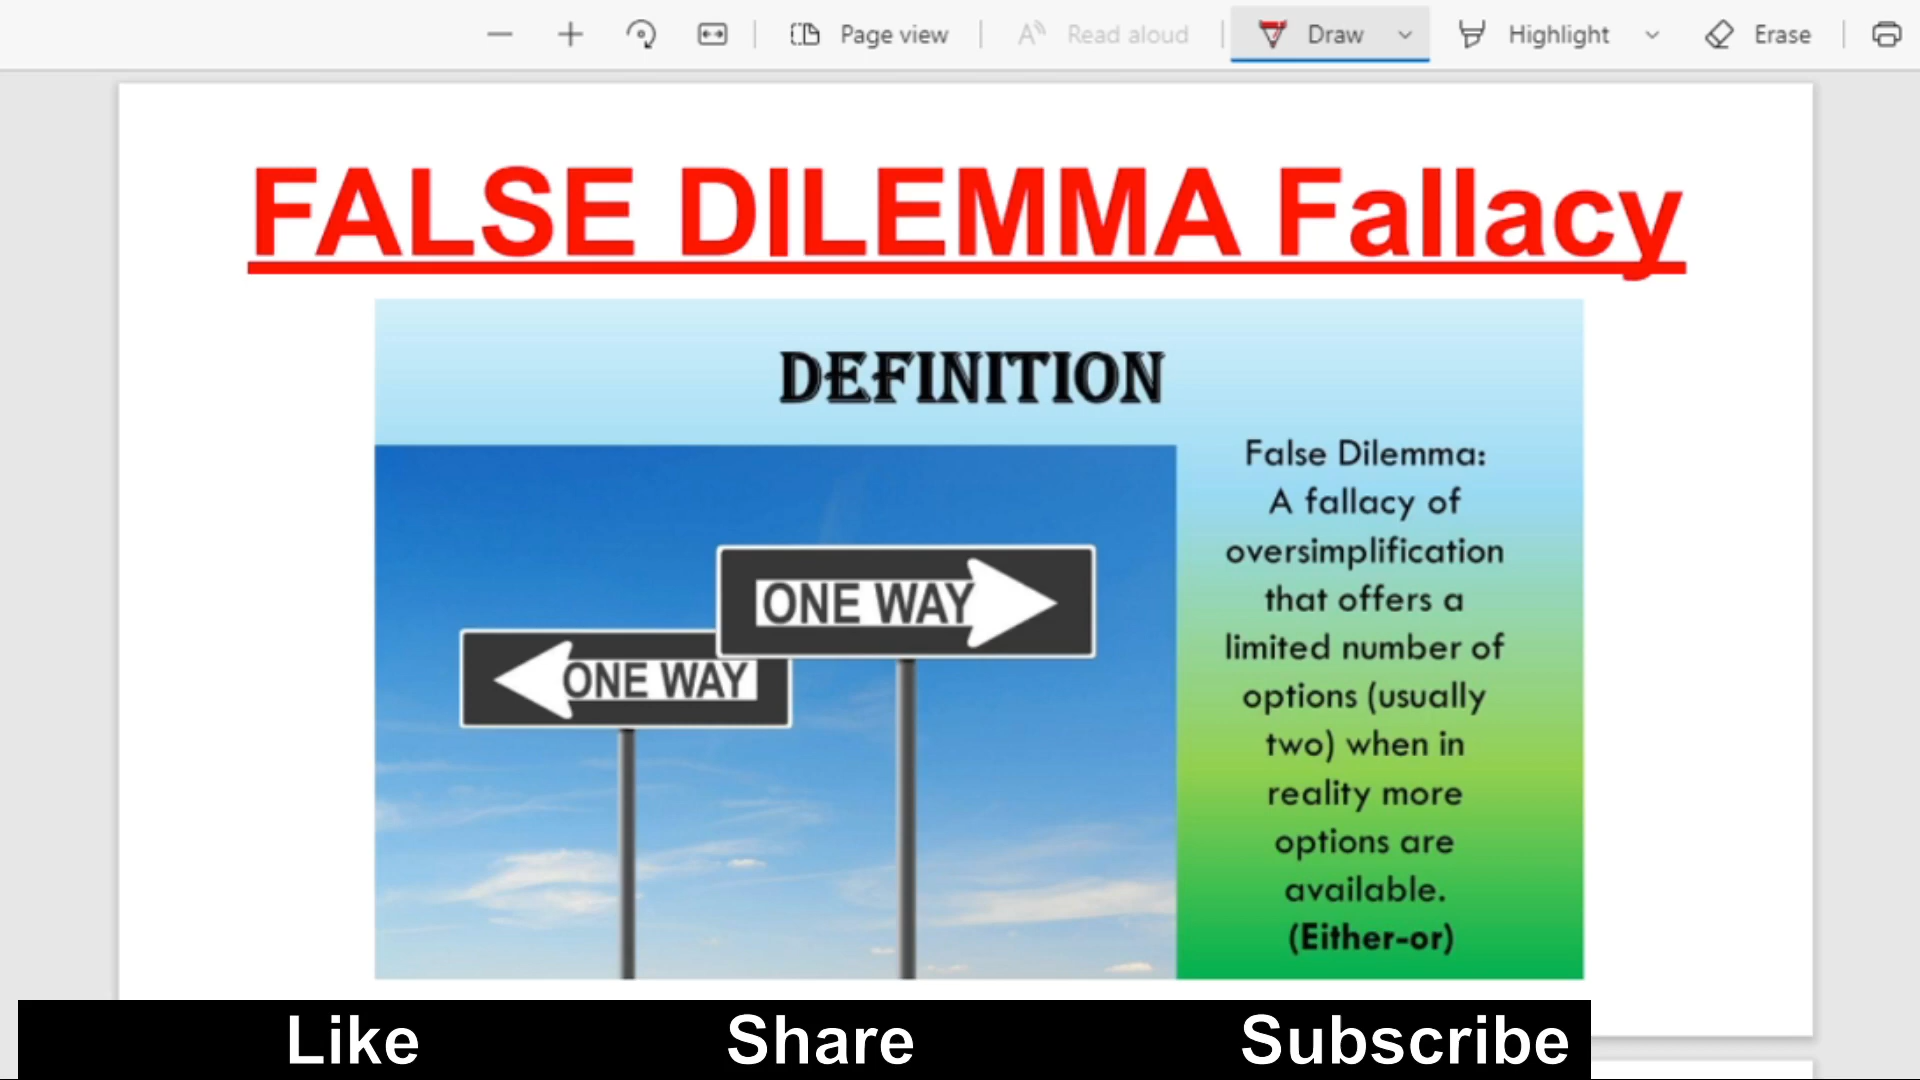 Page view Read aloud Draw Highlight Erase
FALSE DILEMMA Fallacy
DEFINITION
False Dilemma:
A fallacy of
oversimplification
that offers a
limited number of
options (usually
two) when in
reality more
options are
available.
(Either-or)
ONE WAY
ONE WAY
Like Share Subscribe